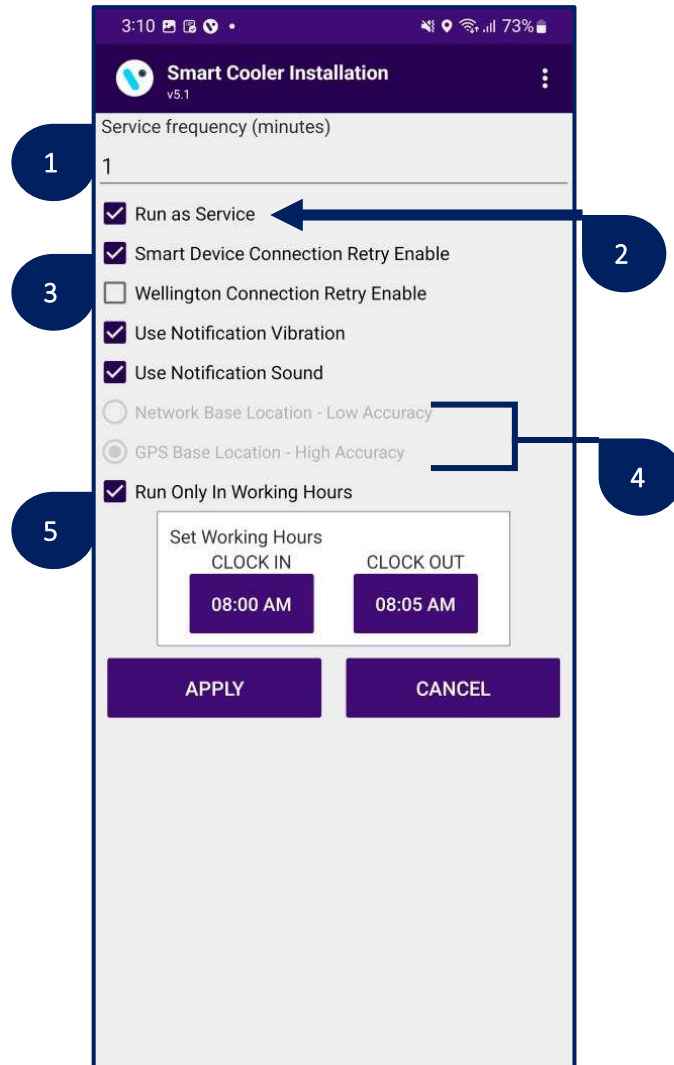 3:10 73%
Smart Cooler Installation
v5.1
Service frequency (minutes)
1
1
Run as Service
2
Smart Device Connection Retry Enable
3
Wellington Connection Retry Enable
Use Notification Vibration
Use Notification Sound
Network Base Location - Low Accuracy
GPS Base Location - High Accuracy
4
Run Only In Working Hours
5
Set Working Hours
CLOCK IN CLOCK OUT
08:00 AM 08:05 AM
APPLY CANCEL